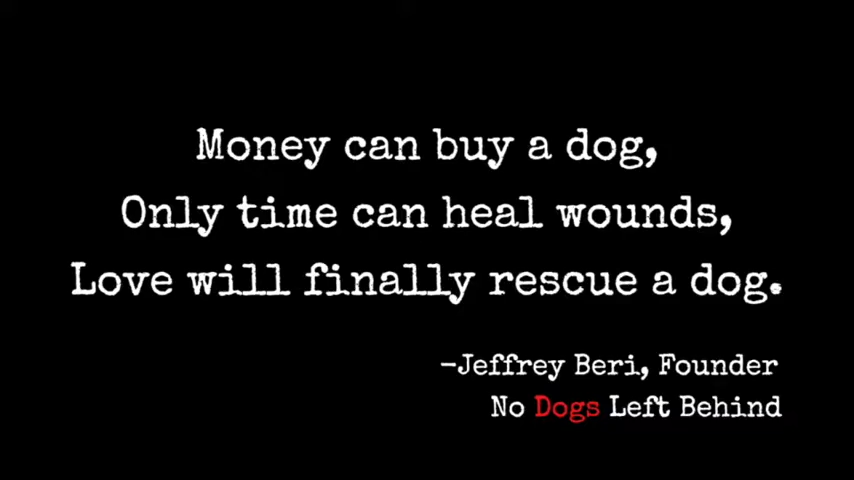 Money can buy a dog,
Only time can heal wounds,
Love will finally rescue a dog.
-Jeffrey Beri, Founder
No Dogs Left Behind